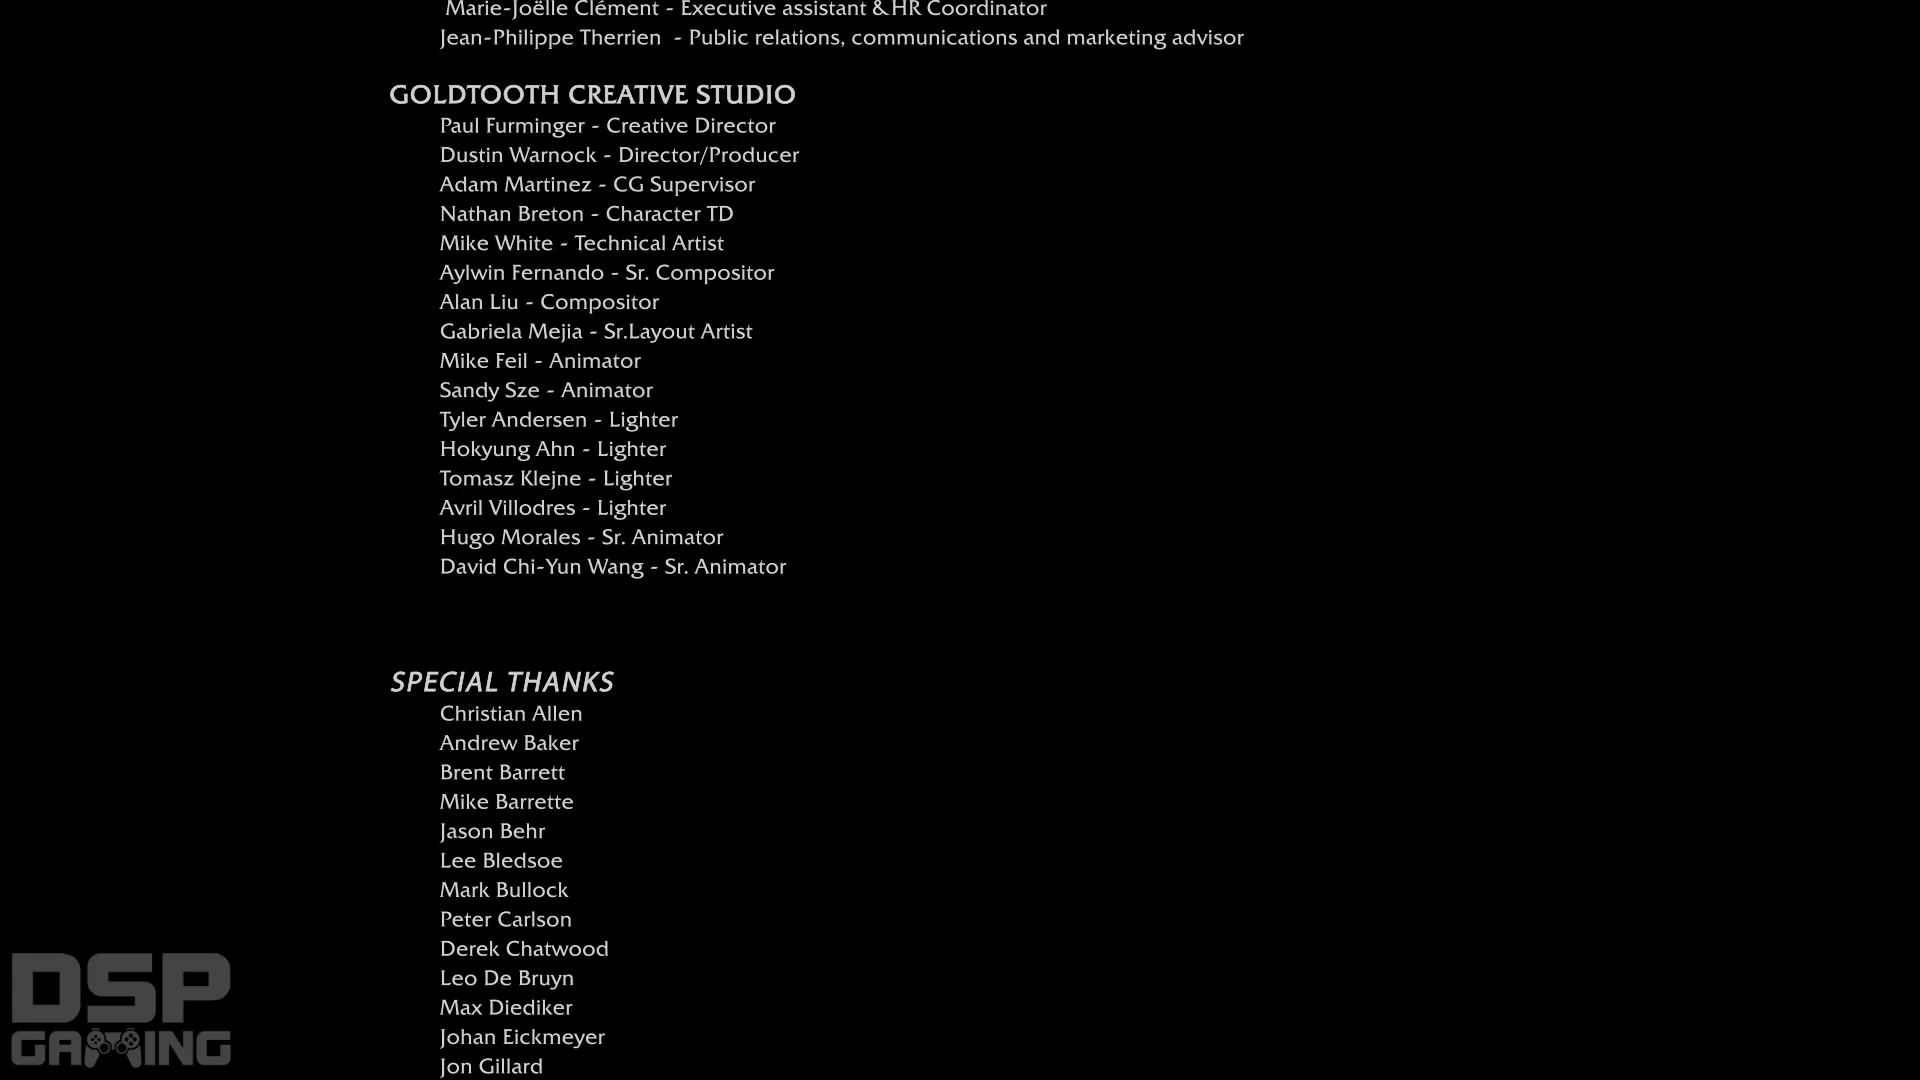 Marie-Joëlle Clément - Executive assistant &HR Coordinator
Jean-Philippe Therrien - Public relations, communications and marketing advisor
GOLDTOOTH CREATIVE STUDIO
Paul Furminger - Creative Director
Dustin Warnock - Director/Producer
Adam Martinez - CG Supervisor
Nathan Breton - Character TD
Mike White - Technical Artist
Aylwin Fernando - Sr. Compositor
Alan Liu - Compositor
Gabriela Mejia - Sr.Layout Artist
Mike Feil - Animator
Sandy Sze - Animator
Tyler Andersen - Lighter
Hokyung Ahn - Lighter
Tomasz Klejne - Lighter
Avril Villodres - Lighter
Hugo Morales - Sr. Animator
David Chi-Yun Wang - Sr. Animator
SPECIAL THANKS
Christian Allen
Andrew Baker
Brent Barrett
Mike Barrette
Jason Behr
Lee Bledsoe
Mark Bullock
Peter Carlson
Derek Chatwood
Leo De Bruyn
Max Diediker
Johan Eickmeyer
Jon Gillard
DSP
GAMING